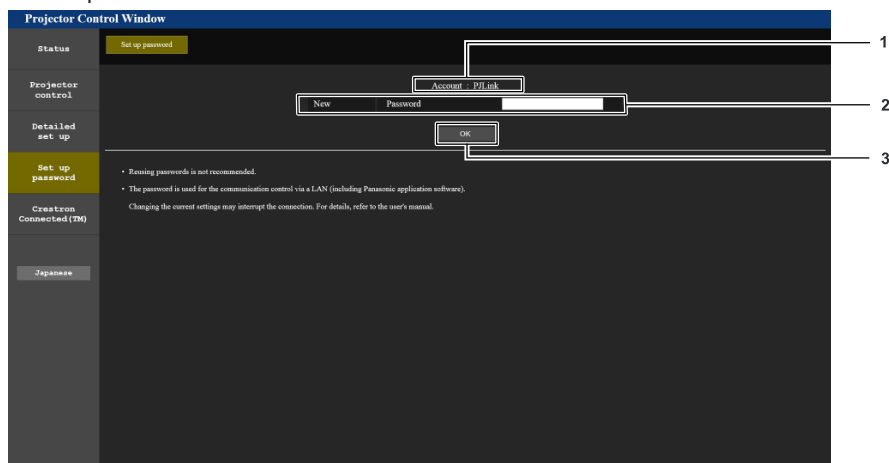 Projector Control Window
Status
Set up password
1
Projector
control
Account : PJLink
New Password
2
Detailed
set up
OK
3
Set up
password
• Reusing passwords is not recommended.
• The password is used for the communication control via a LAN (including Panasonic application software).
Changing the current settings may interrupt the connection. For details, refer to the user's manual.
Crestron
Connected(TM)
Japanese